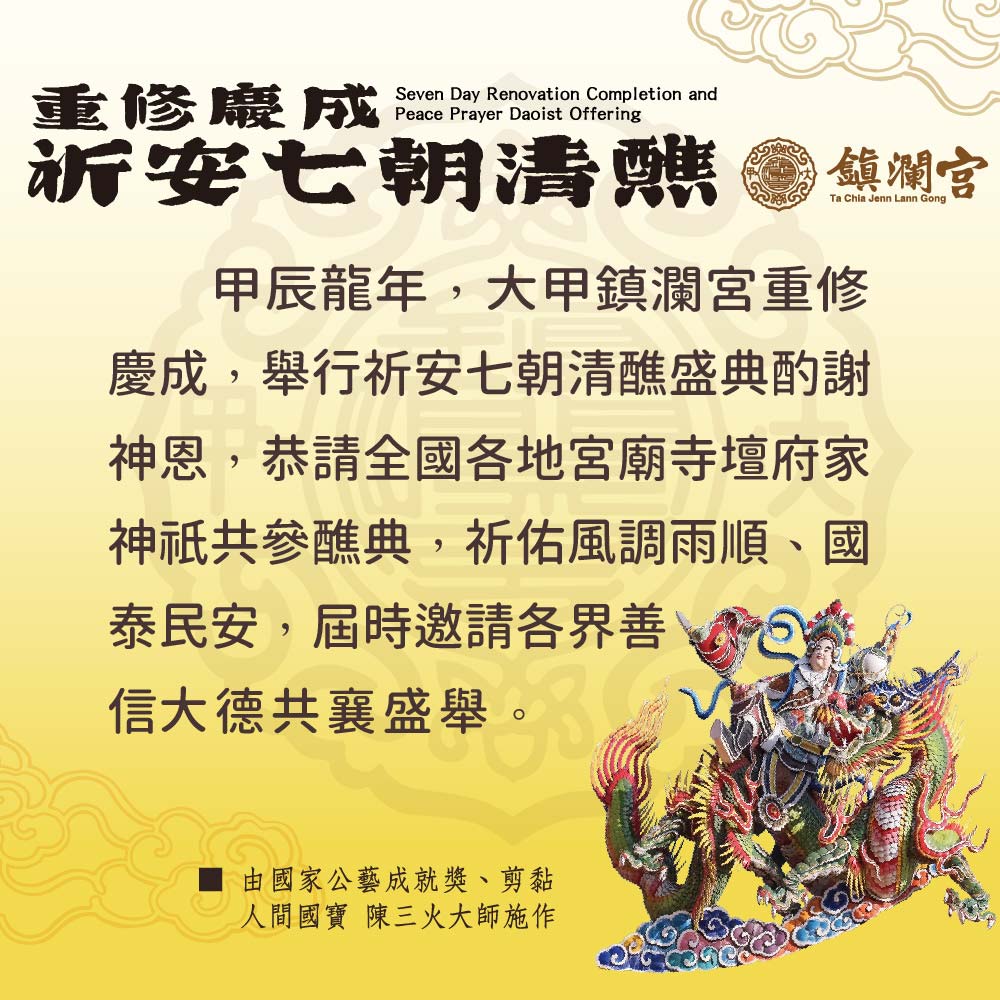 重修慶成
Seven Day Renovation Completion and
Peace Prayer Daoist Offering
祈安七朝清醮
鎮瀾宮
Ta Chia Jenn Lann Gong
甲 大
甲辰龍年，大甲鎮瀾宮重修
慶成，舉行祈安七朝清醮盛典酌謝
神恩，恭請全國各地宮廟寺壇府家
神祇共參醮典，祈佑風調雨順、國
泰民安，屆時邀請各界善
信大德共襄盛舉。
■ 由國家公藝成就獎、剪黏
人間國寶 陳三火大師施作